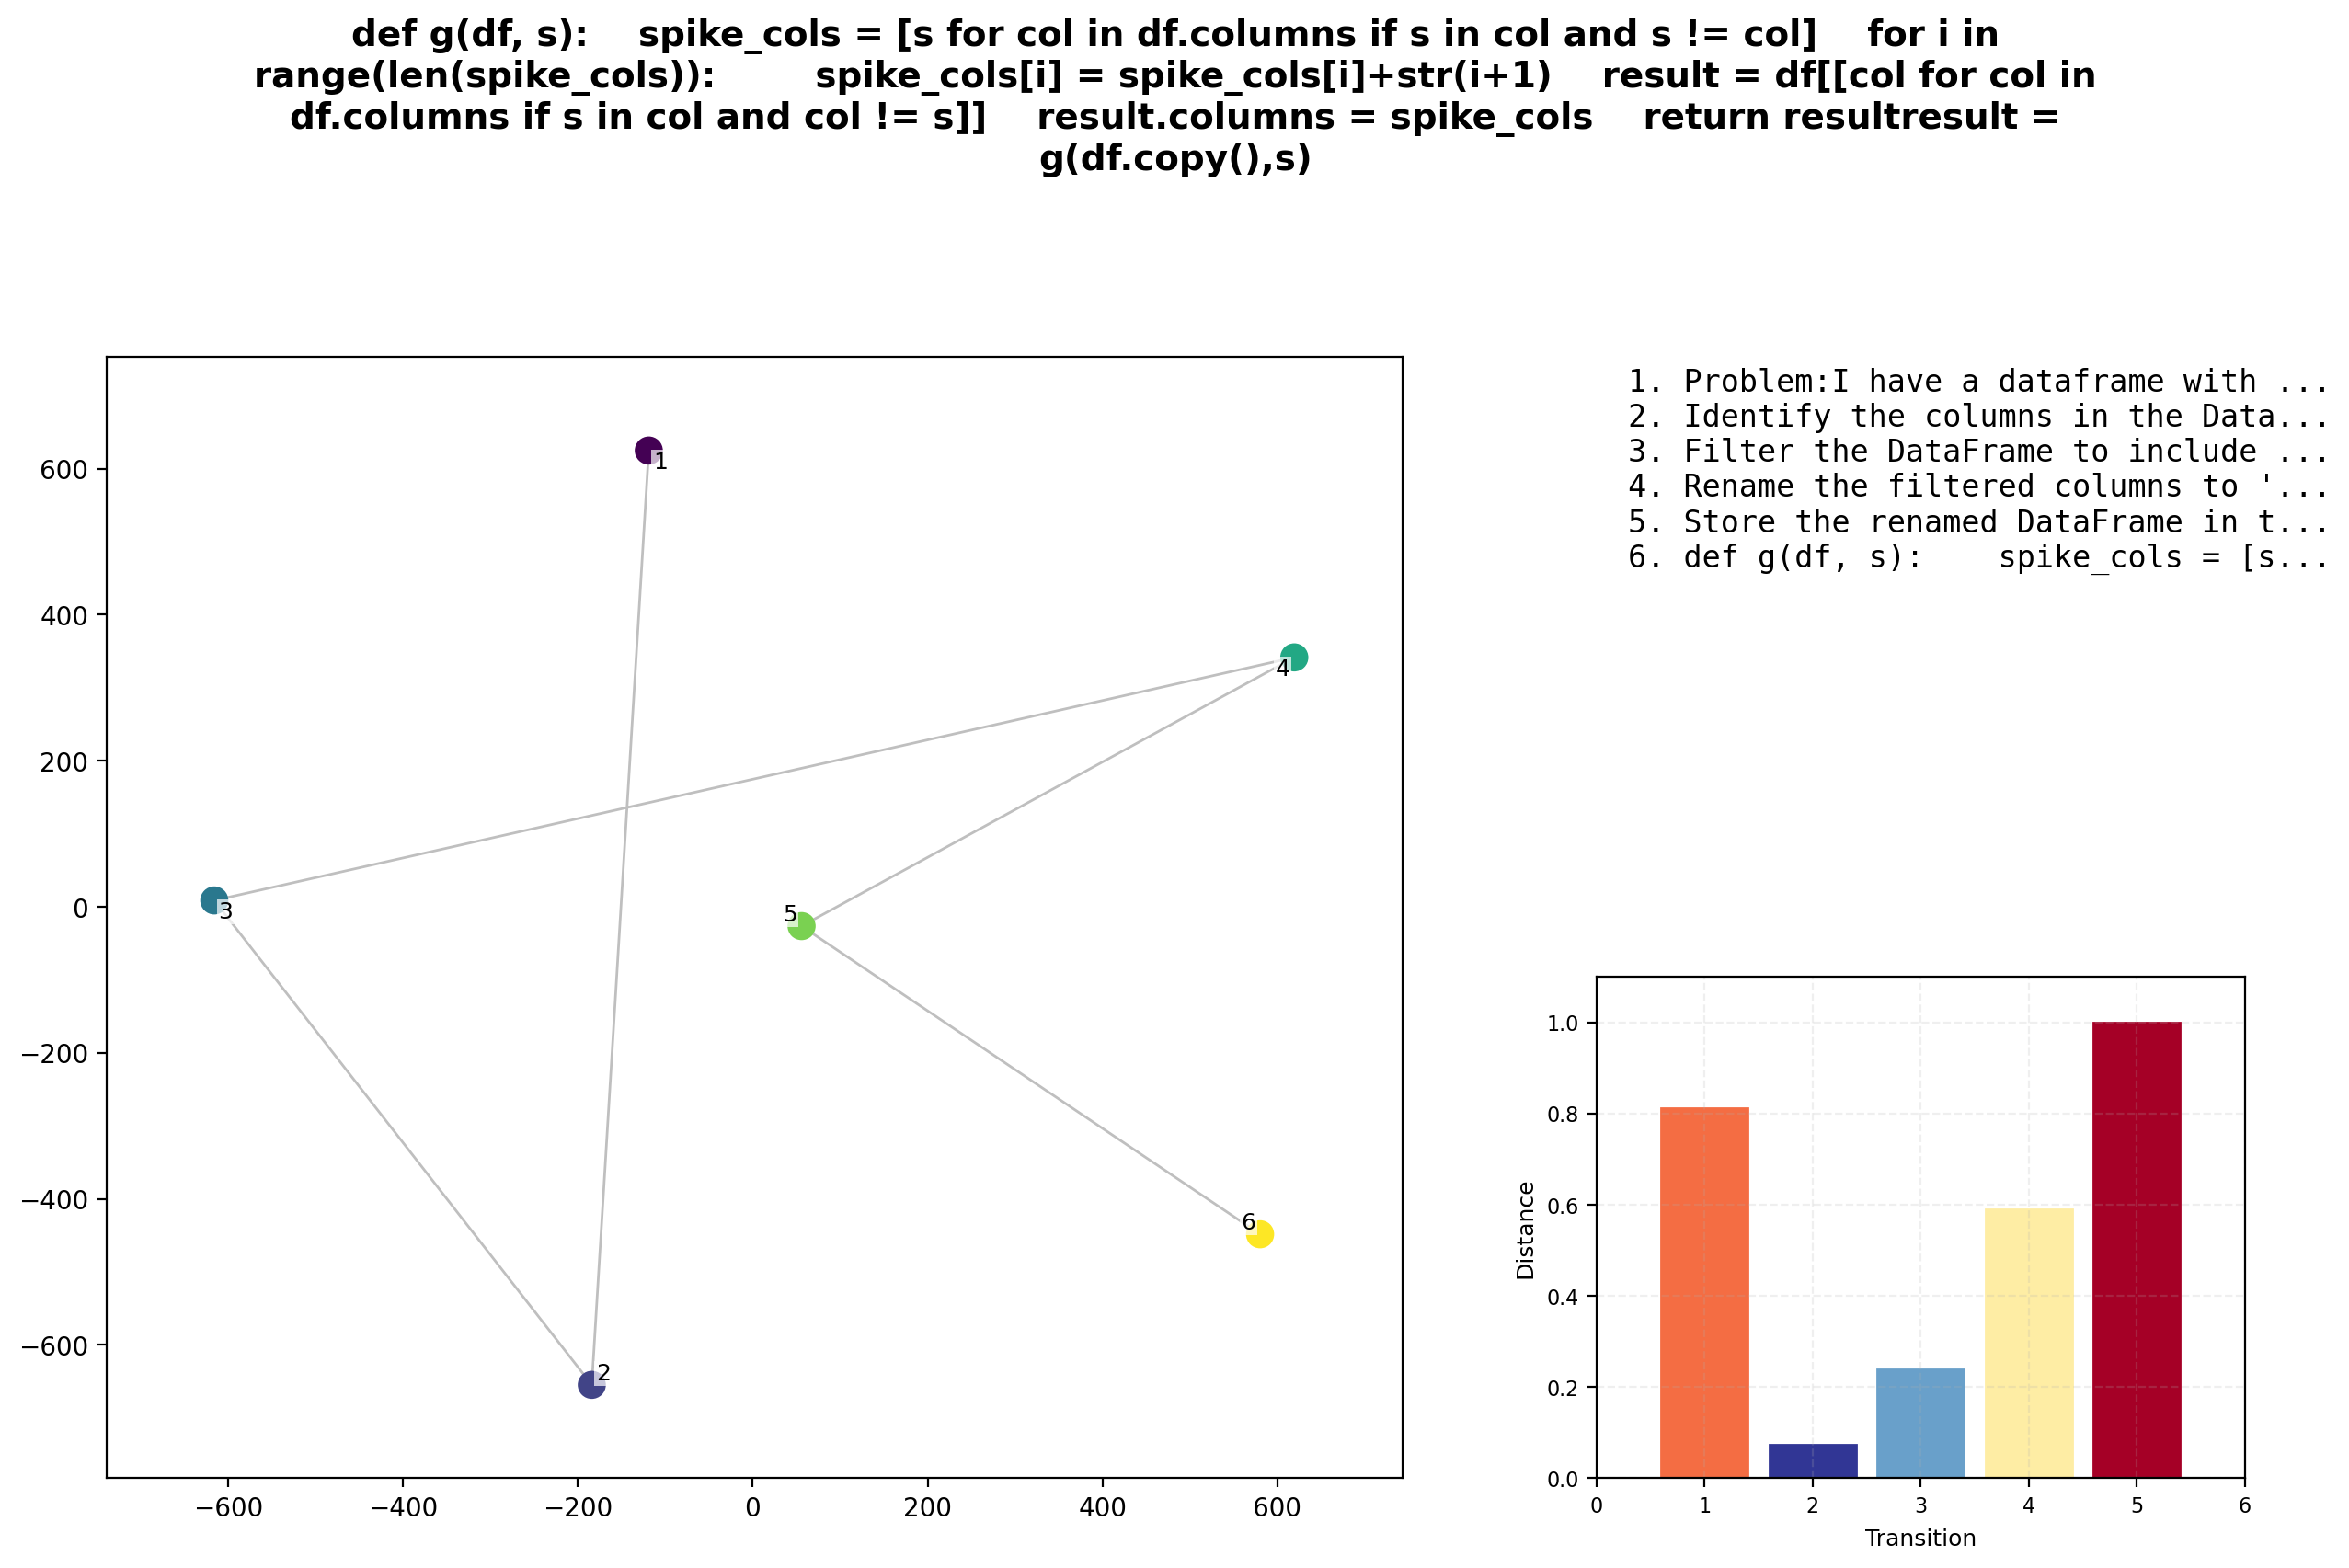 def g(df, s):    spike_cols = [s for col in df.columns if s in col and s != col]    for i in
range(len(spike_cols)):        spike_cols[i] = spike_cols[i]+str(i+1)    result = df[[col for col in
df.columns if s in col and col != s]]    result.columns = spike_cols    return resultresult =
g(df.copy(),s)
600
400
200
0
−200
−400
−600
−600
−400
−200
0
200
400
600
1
4
3
5
6
2
1. Problem:I have a dataframe with ...
2. Identify the columns in the Data...
3. Filter the DataFrame to include ...
4. Rename the filtered columns to '...
5. Store the renamed DataFrame in t...
6. def g(df, s):    spike_cols = [s...
1.0
0.8
0.6
0.4
0.2
0.0
Distance
0
1
2
3
4
5
6
Transition